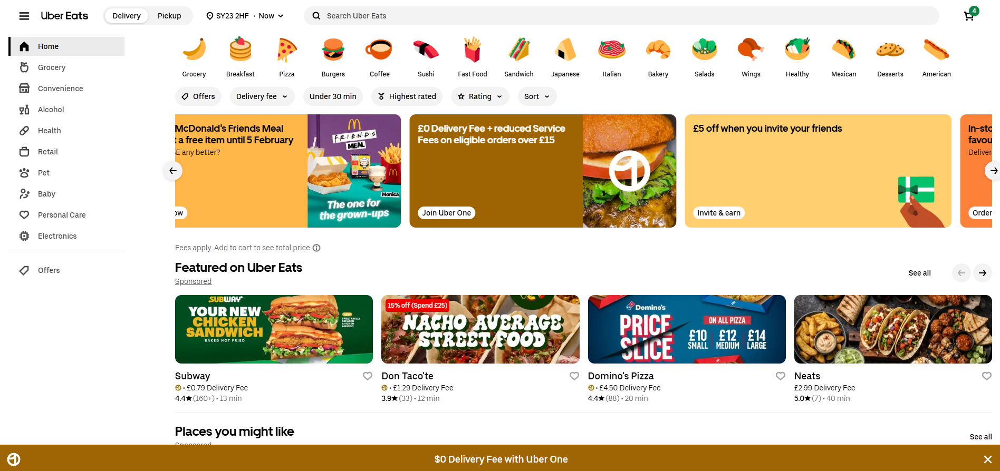 Uber Eats
Delivery
Pickup
SY23 2HF · Now
Search Uber Eats
4
Home
Grocery
Convenience
Alcohol
Health
Retail
Pet
Baby
Personal Care
Electronics
Offers
Grocery
Breakfast
Pizza
Burgers
Coffee
Sushi
Fast Food
Sandwich
Japanese
Italian
Bakery
Salads
Wings
Healthy
Mexican
Desserts
American
Offers
Delivery fee
Under 30 min
Highest rated
Rating
Sort
McDonald's Friends Meal
t a free item until 5 February
E any better?
ow
F·R·I·E·N·D·S
MEAL
Monica
The one for
the grown-ups
£0 Delivery Fee + reduced Service
Fees on eligible orders over £15
Join Uber One
£5 off when you invite your friends
Invite & earn
In-sto
favou
Deliver
Order
Fees apply. Add to cart to see total price
Featured on Uber Eats
Sponsored
See all
SUBWAY
YOUR NEW
CHICKEN
SANDWICH
BAKED NOT FRIED
NEW
SWEET CHILLI
BREADED
CHICKEN
& BACON
Subway
• £0.79 Delivery Fee
4.4★ (160+) • 13 min
15% off (Spend £25)
NACHO AVERAGE
STREET FOOD
Don Taco'te
• £1.29 Delivery Fee
3.9★ (33) • 12 min
Domino's
PRICE
SLICE
ON ALL PIZZA
£10 £12 £14
SMALL MEDIUM LARGE
Domino's Pizza
• £4.50 Delivery Fee
4.4★ (88) • 20 min
Neats
£2.99 Delivery Fee
5.0★ (7) • 40 min
Places you might like
Sponsored
See all
$0 Delivery Fee with Uber One